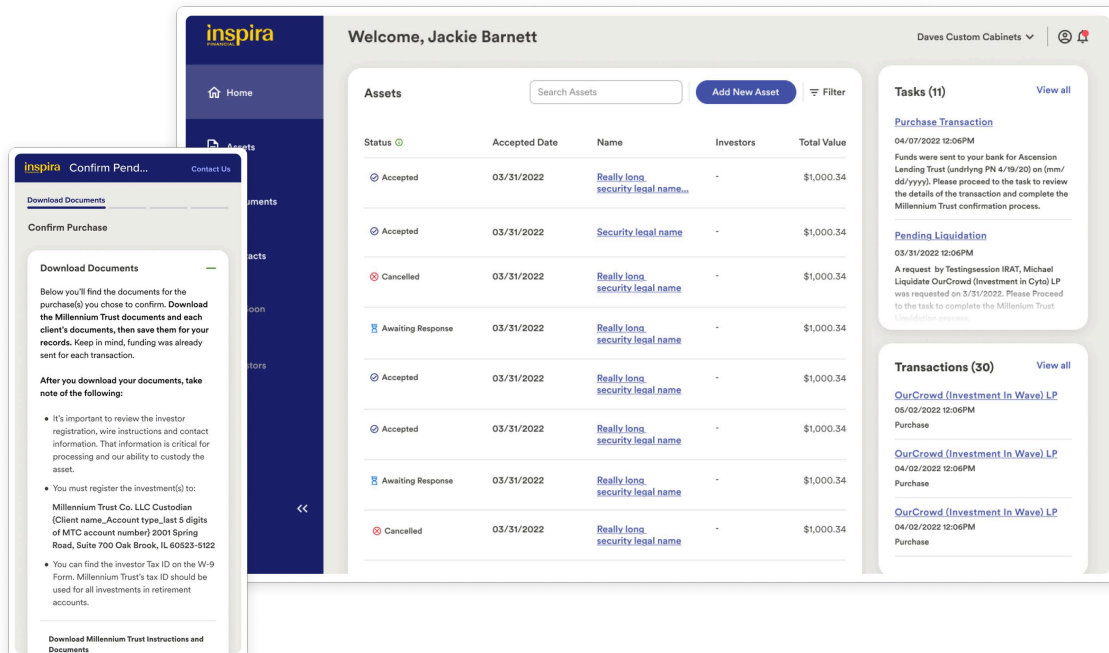 inspira
FINANCIAL
Home
Assets
uments
acts
oon
stors
Welcome, Jackie Barnett
Daves Custom Cabinets
Assets
Search Assets
Add New Asset
Filter
Status
Accepted Date
Name
Investors
Total Value
Accepted
03/31/2022
Really long
security legal name...
-
$1,000.34
Accepted
03/31/2022
Security legal name
-
$1,000.34
Cancelled
03/31/2022
Really long
security legal name
-
$1,000.34
Awaiting Response
03/31/2022
Really long
security legal name
-
$1,000.34
Accepted
03/31/2022
Really long
security legal name
-
$1,000.34
Accepted
03/31/2022
Really long
security legal name
-
$1,000.34
Awaiting Response
03/31/2022
Really long
security legal name
-
$1,000.34
Cancelled
03/31/2022
Really long
security legal name
-
$1,000.34
Tasks (11)
View all
Purchase Transaction
04/07/2022 12:06PM
Funds were sent to your bank for Ascension
Lending Trust (undrlyng PN 4/19/20) on (mm/
dd/yyyy). Please proceed to the task to review
the details of the transaction and complete the
Millennium Trust confirmation process.
Pending Liquidation
03/31/2022 12:06PM
A request by Testingsession IRAT, Michael
Liquidate OurCrowd (Investment in Cyto) LP
was requested on 3/31/2022. Please Proceed
to the task to complete the Millenium Trust
Liquidation process.
Transactions (30)
View all
OurCrowd (Investment In Wave) LP
05/02/2022 12:06PM
Purchase
OurCrowd (Investment In Wave) LP
04/02/2022 12:06PM
Purchase
OurCrowd (Investment In Wave) LP
04/02/2022 12:06PM
Purchase
inspira
Confirm Pend...
Contact Us
Download Documents
Confirm Purchase
Download Documents
Below you'll find the documents for the
purchase(s) you chose to confirm. Download
the Millennium Trust documents and each
client's documents, then save them for your
records. Keep in mind, funding was already
sent for each transaction.
After you download your documents, take
note of the following:
• It's important to review the investor
registration, wire instructions and contact
information. That information is critical for
processing and our ability to custody the
asset.
• You must register the investment(s) to:
Millennium Trust Co. LLC Custodian
{Client name_Account type_last 5 digits
of MTC account number} 2001 Spring
Road, Suite 700 Oak Brook, IL 60523-5122
• You can find the investor Tax ID on the W-9
Form. Millennium Trust's tax ID should be
used for all investments in retirement
accounts.
Download Millennium Trust Instructions and
Documents